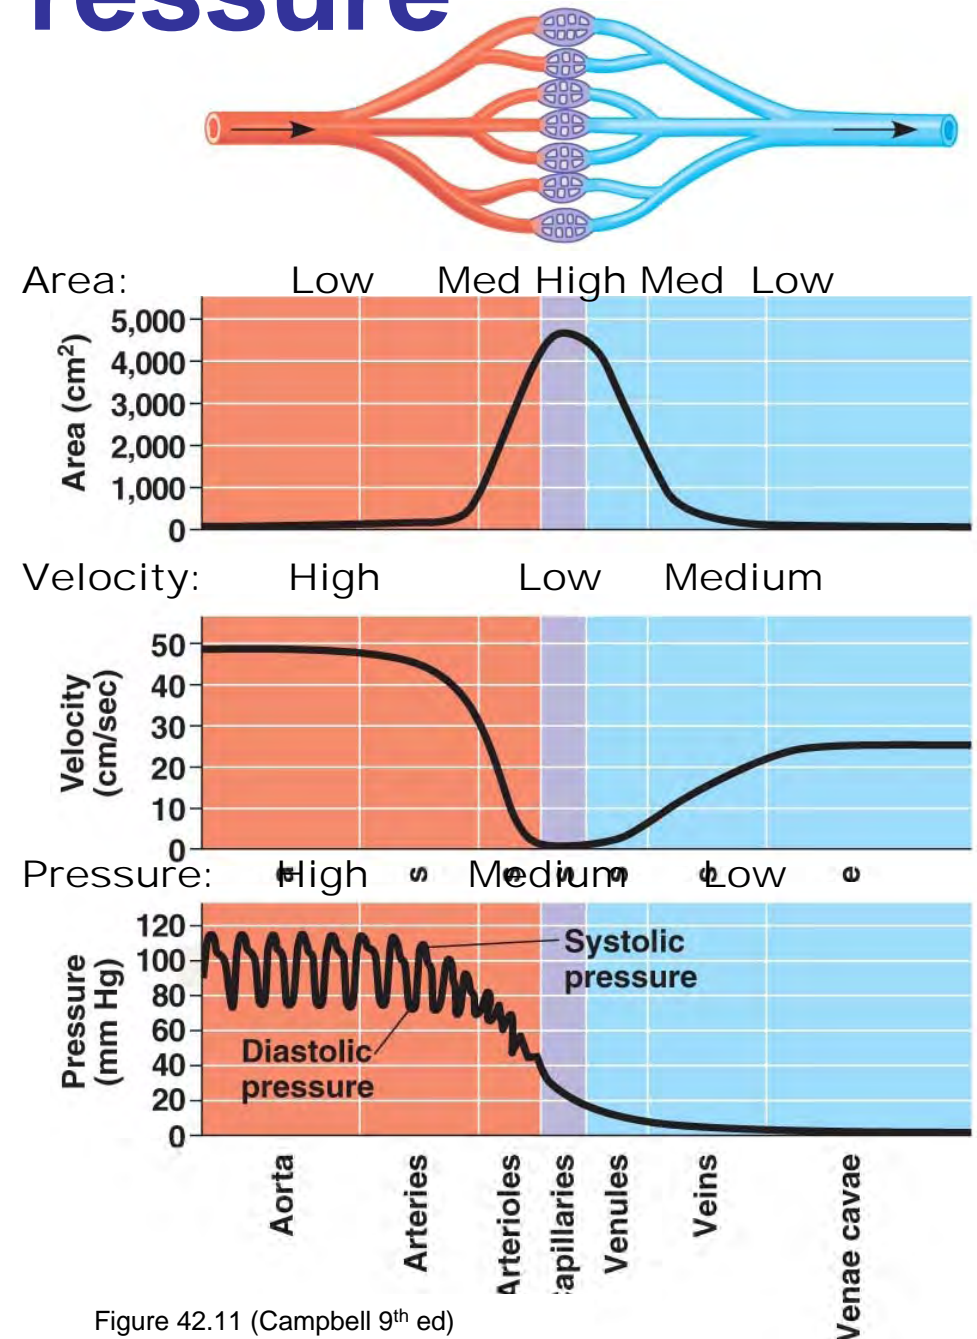 ressure
Area: Low Med High Med Low
5,000
4,000
3,000
2,000
1,000
0
Area (cm²)
Velocity: High Low Medium
50
40
30
20
10
0
Velocity
(cm/sec)
Pressure: High Medium Low
120
100
80
60
40
20
0
Pressure
(mm Hg)
Systolic
pressure
Diastolic
pressure
Aorta
Arteries
Arterioles
apillaries
Venules
Veins
Venae cavae
Figure 42.11 (Campbell 9th ed)